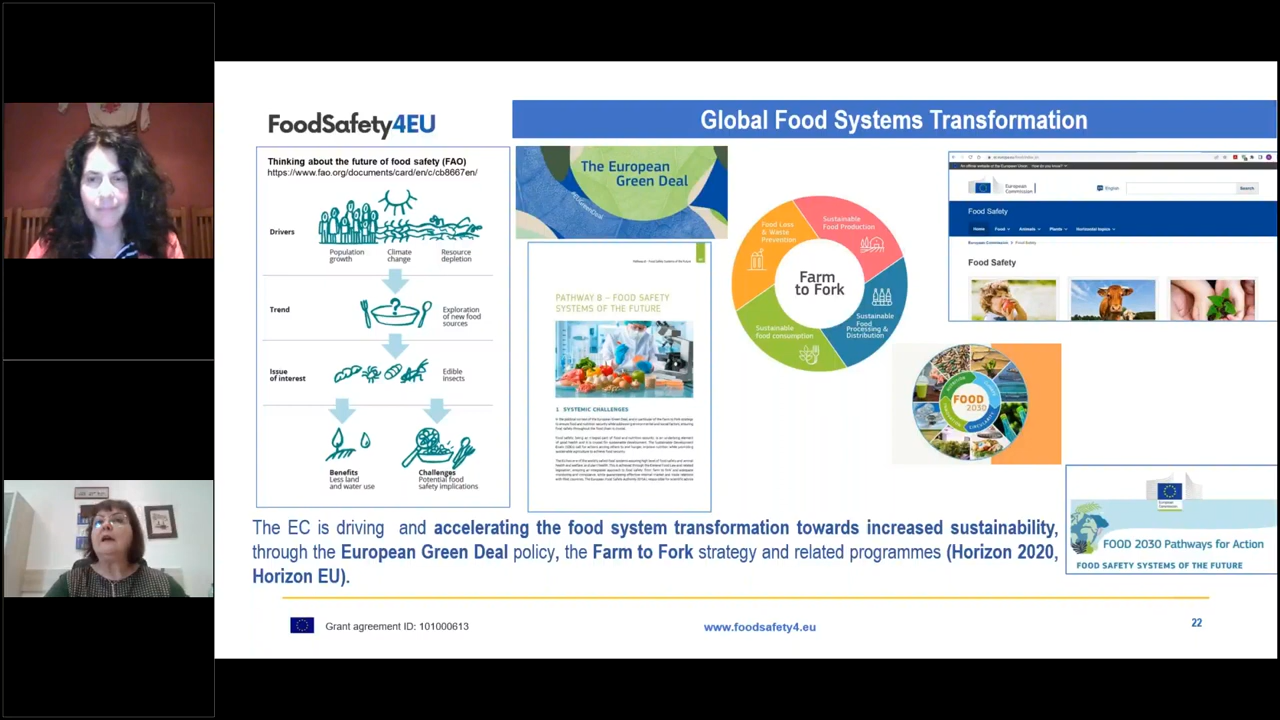 FoodSafety4EU
Global Food Systems Transformation
Thinking about the future of food safety (FAO)
https://www.fao.org/documents/card/en/c/cb8667en/
Drivers
Population
growth
Climate
change
Resource
depletion
Trend
Exploration
of new food
sources
Issue
of interest
Edible
insects
Benefits
Less land
and water use
Challenges
Potential food
safety implications
The European
Green Deal
PATHWAY 8 – FOOD SAFETY
SYSTEMS OF THE FUTURE
1 SYSTEMIC CHALLENGES
Food Loss
& Waste
Prevention
Sustainable
Food Production
Farm
to Fork
Sustainable
Food
Processing &
Distribution
Sustainable
Food consumption
European
Commission
English
Search
Food Safety
Home
Food
Animals
Plants
Horizontal topics
European Commission
Food Safety
Food Safety
FOOD
2030
European
Commission
FOOD 2030 Pathways for Action
FOOD SAFETY SYSTEMS OF THE FUTURE
The EC is driving and accelerating the food system transformation towards increased sustainability,
through the European Green Deal policy, the Farm to Fork strategy and related programmes (Horizon 2020,
Horizon EU).
Grant agreement ID: 101000613
www.foodsafety4.eu
22